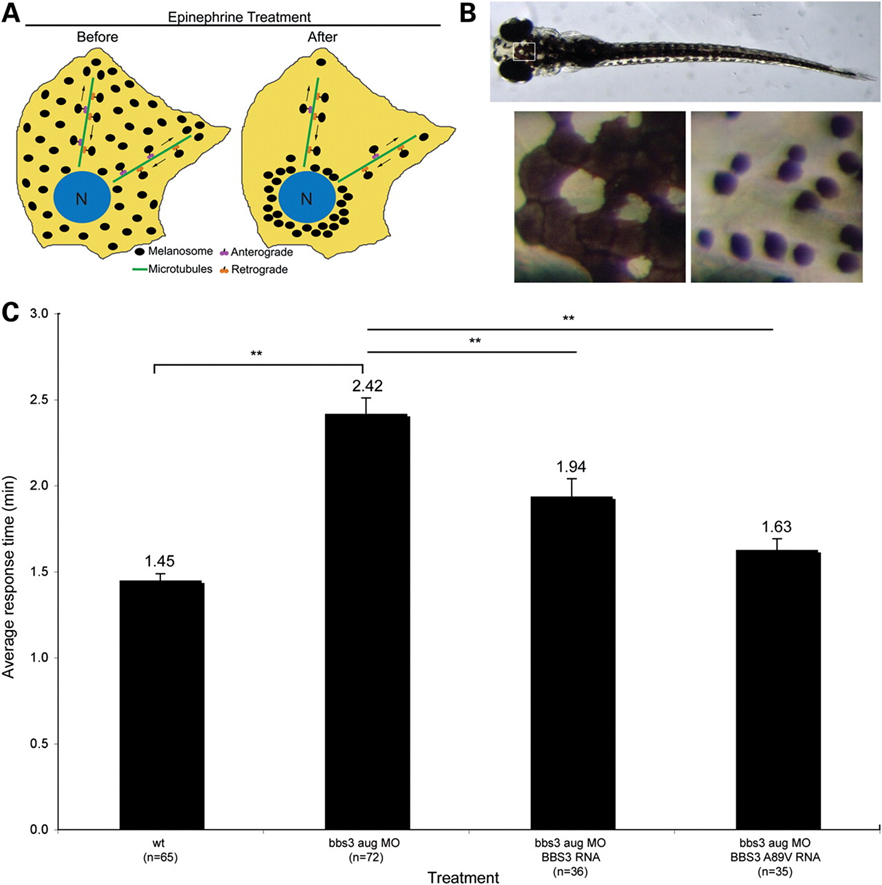 A
Epinephrine Treatment
Before
After
N
N
Melanosome
Anterograde
Microtubules
Retrograde
B
C
Average response time (min)
3.0
2.5
2.0
1.5
1.0
0.5
0.0
**
**
**
1.45
2.42
1.94
1.63
wt
(n=65)
bbs3 aug MO
(n=72)
bbs3 aug MO
BBS3 RNA
(n=36)
bbs3 aug MO
BBS3 A89V RNA
(n=35)
Treatment